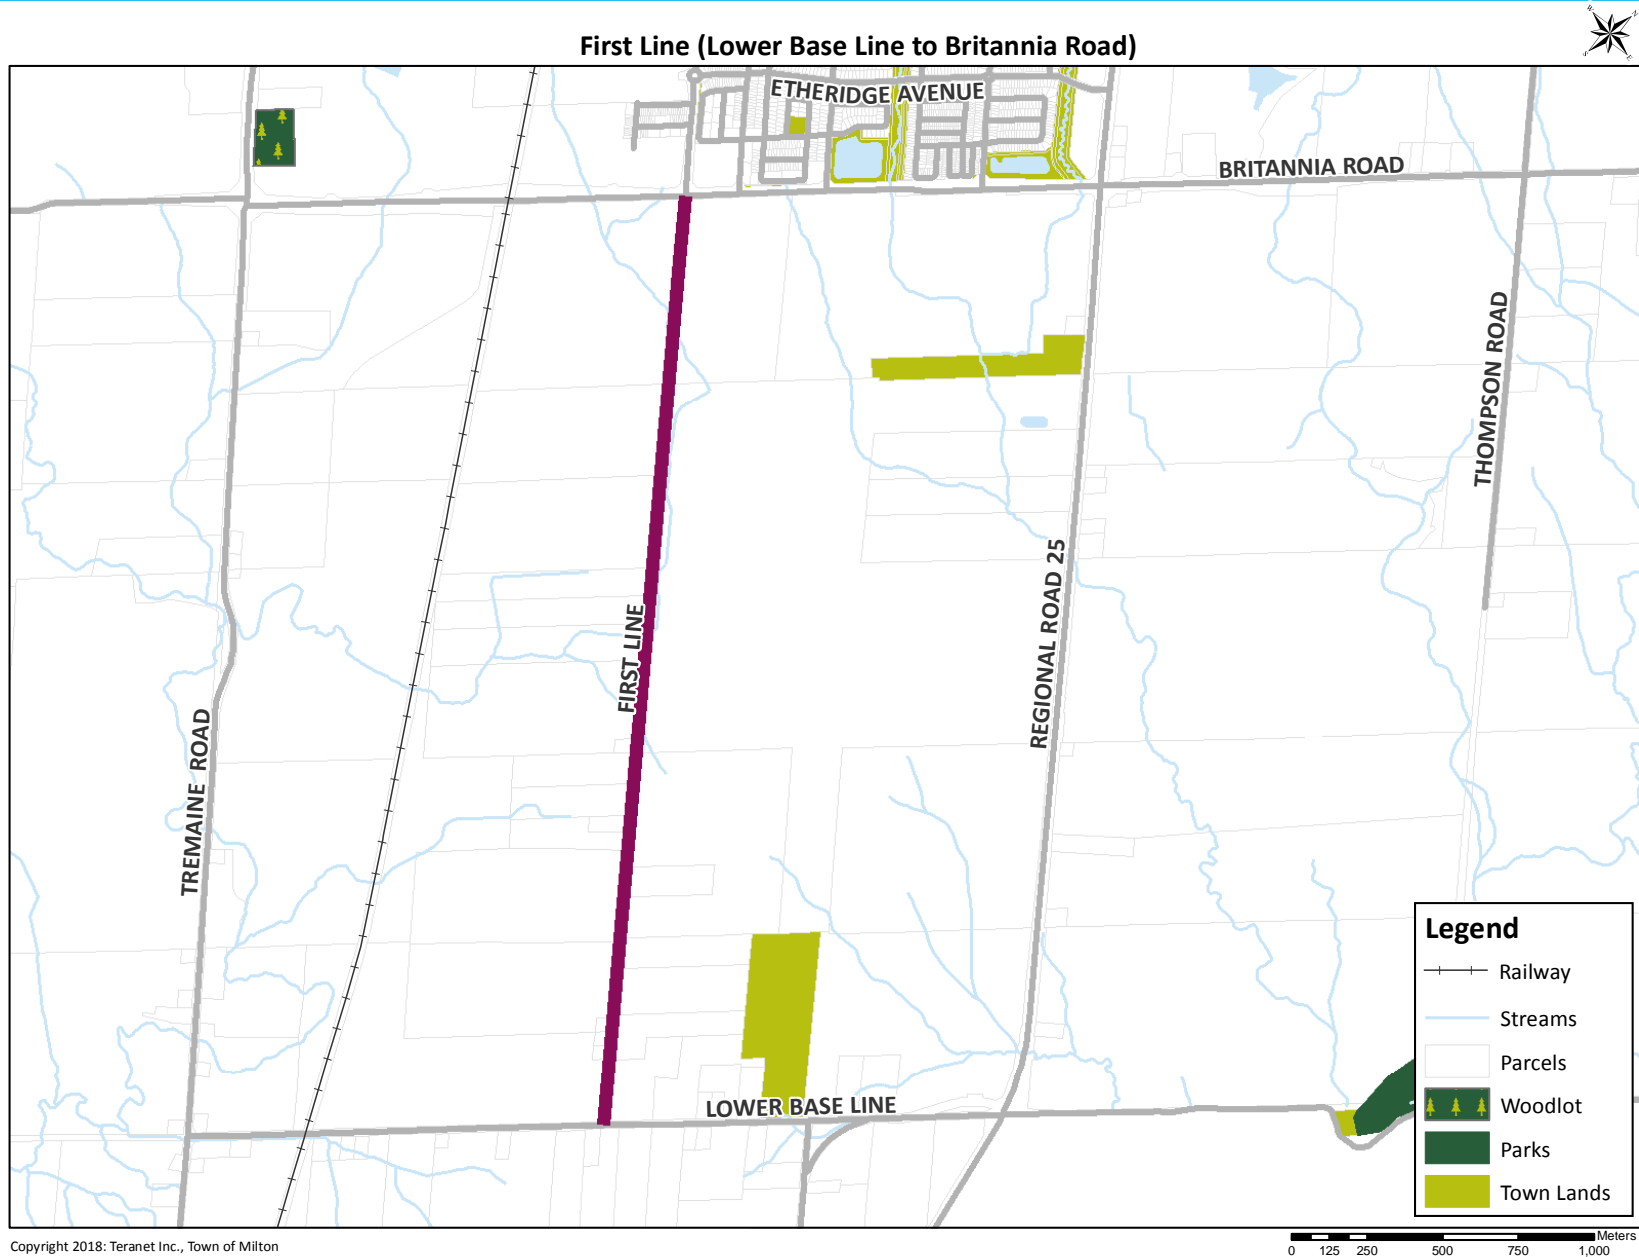 First Line (Lower Base Line to Britannia Road)
W
N
S
E
ETHERIDGE AVENUE
BRITANNIA ROAD
THOMPSON ROAD
REGIONAL ROAD 25
FIRST LINE
TREMAINE ROAD
LOWER BASE LINE
Legend
Railway
Streams
Parcels
Woodlot
Parks
Town Lands
Copyright 2018: Teranet Inc., Town of Milton
Meters
0 125 250 500 750 1,000